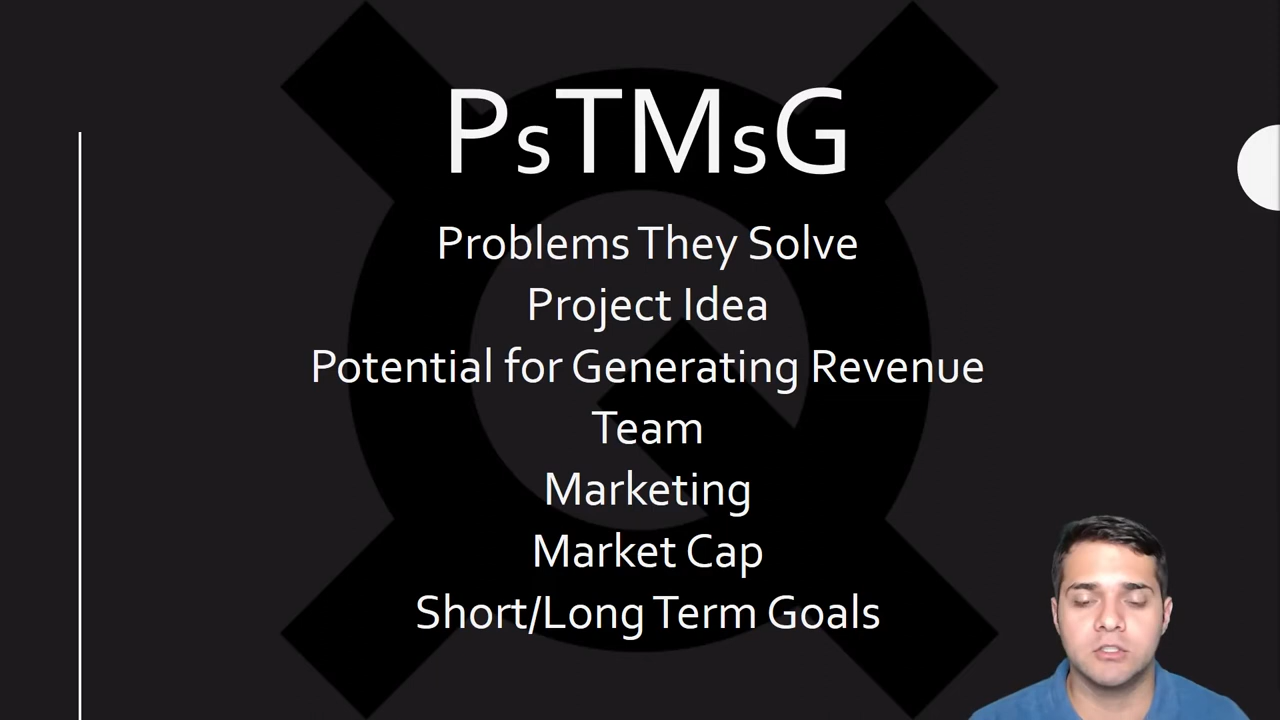 PsTMsG
Problems They Solve
Project Idea
Potential for Generating Revenue
Team
Marketing
Market Cap
Short/Long Term Goals